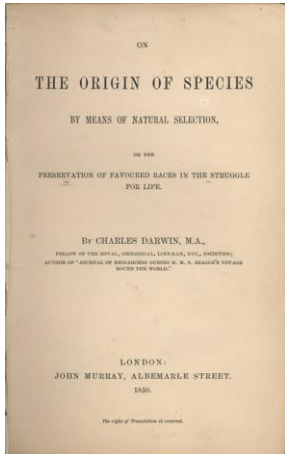 ON
THE ORIGIN OF SPECIES
BY MEANS OF NATURAL SELECTION,
OR THE
PRESERVATION OF FAVOURED RACES IN THE STRUGGLE
FOR LIFE.
BY CHARLES DARWIN, M.A.,
FELLOW OF THE ROYAL, GEOLOGICAL, LINNÆAN, ETC., SOCIETIES;
AUTHOR OF "JOURNAL OF RESEARCHES DURING H. M. S. BEAGLE'S VOYAGE
ROUND THE WORLD."
LONDON:
JOHN MURRAY, ALBEMARLE STREET.
1859.
The right of Translation is reserved.